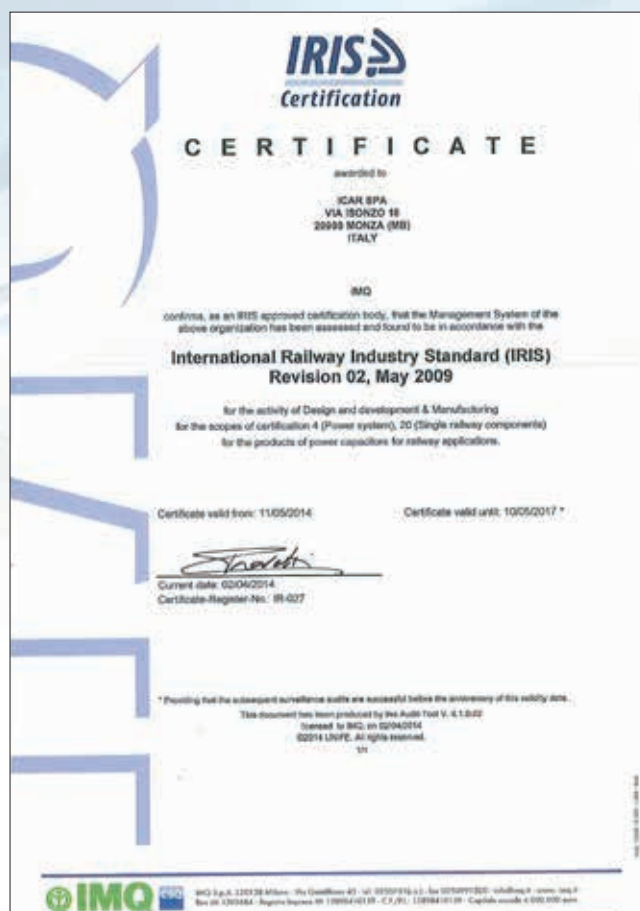 IRIS
Certification
CERTIFICATE
awarded to
ICAR SPA
VIA ISONZO 10
20900 MONZA (MB)
ITALY
IMQ
confirms, as an IRIS approved certification body, that the Management System of the
above organization has been assessed and found to be in accordance with the
International Railway Industry Standard (IRIS)
Revision 02, May 2009
for the activity of Design and development & Manufacturing
for the scopes of certification 4 (Power system), 20 (Single railway components)
for the products of power capacitors for railway applications.
Certificate valid from: 11/05/2014 Certificate valid until: 10/05/2017 *
Current date: 02/04/2014
Certificate-Register-No.: IR-027
* Providing that the subsequent surveillance audits are successful before the anniversary of this validity date.
This document has been produced by the Audit Tool V. 4.1.0.02
licensed to IMQ, on 02/04/2014
©2014 UNIFE. All rights reserved.
1/1
IMQ CSQ
IMQ S.p.A. I-20138 Milano - Via Quintiliano 43